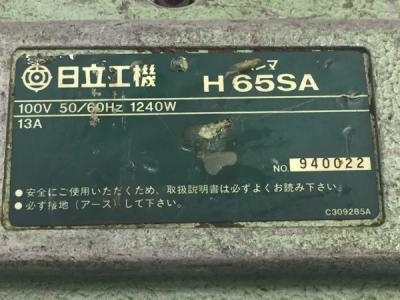 日立工機
マ
H65SA
100V 50/60Hz 1240W
13A
NO. 940022
●安全にご使用いただくため、取扱説明書は必ずよくお読み下さい。
●必ず接地（アース）して下さい。
C309285A